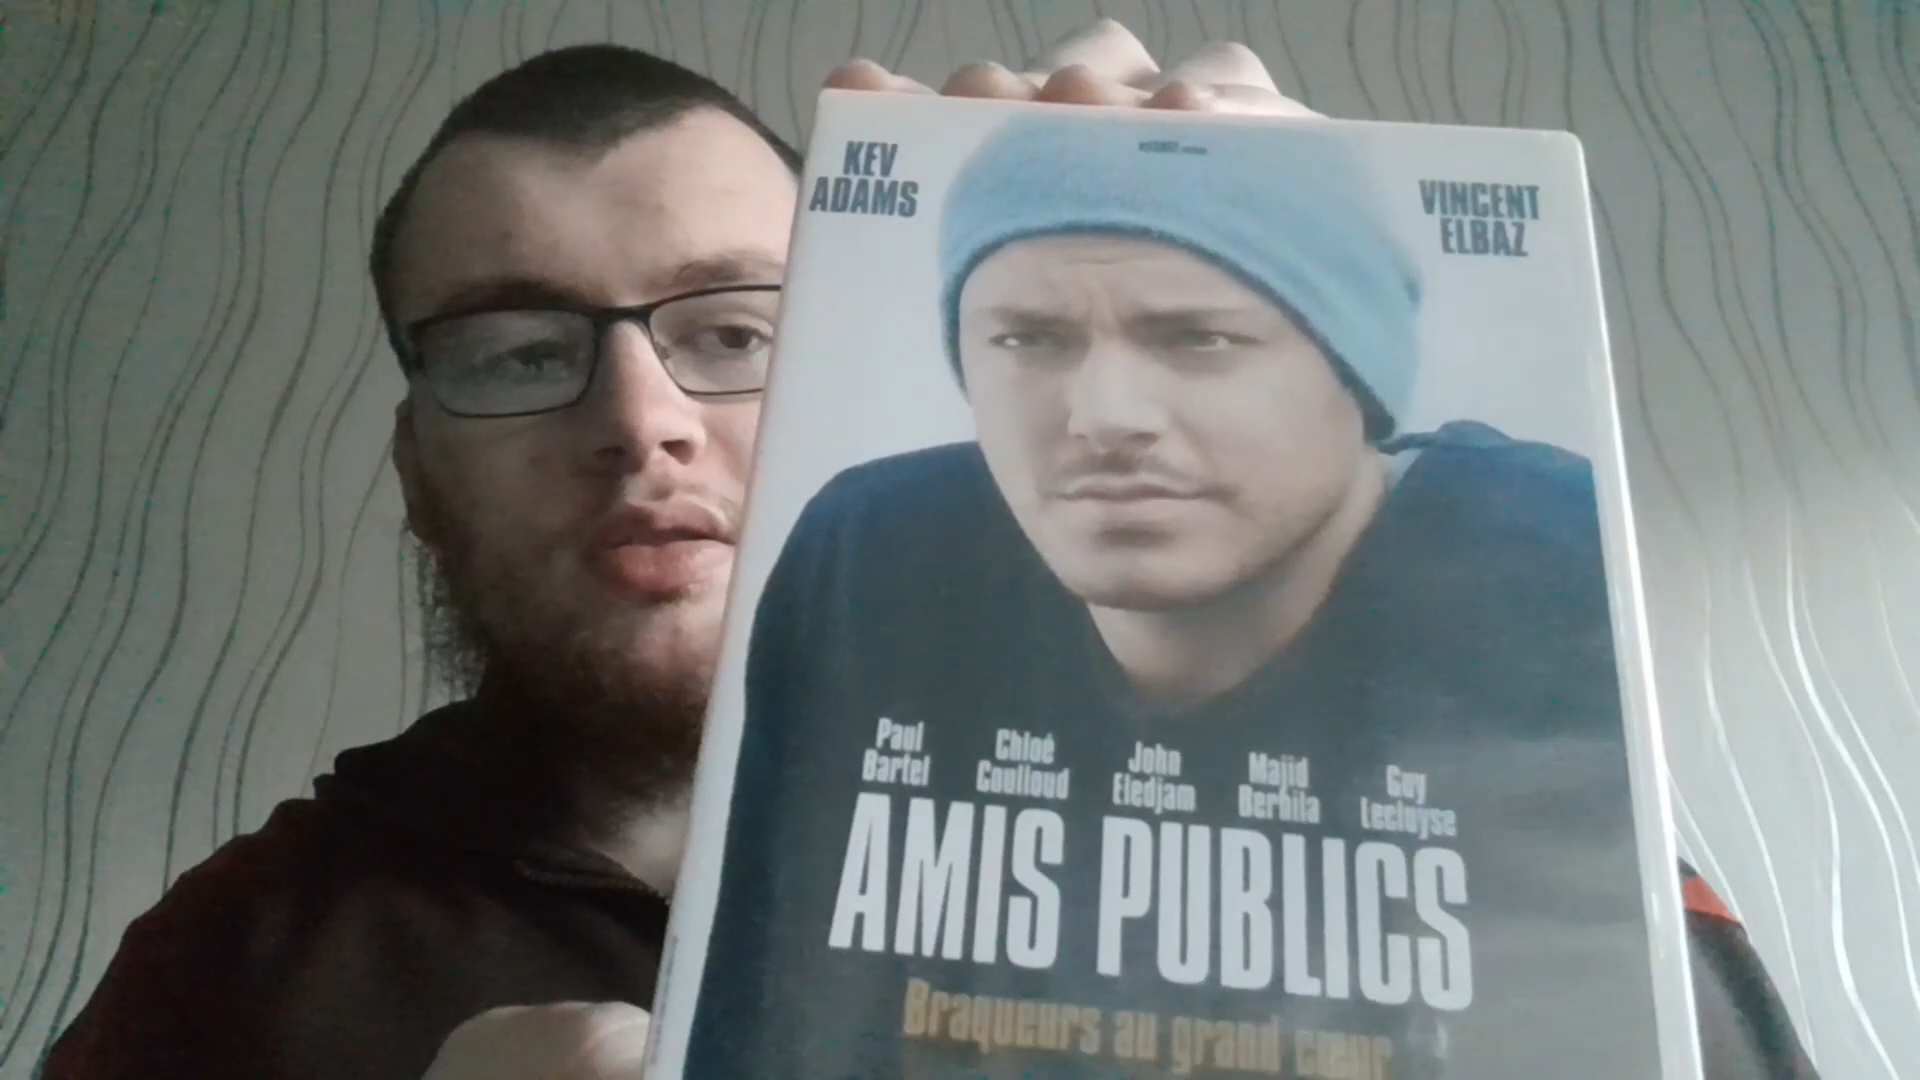 KEV
ADAMS
VINCENT
ELBAZ
Paul
Bartel
Chloé
Coulloud
John
Eledjam
Majid
Berhila
Guy
Lecluyse
AMIS PUBLICS
Braqueurs au grand cœur